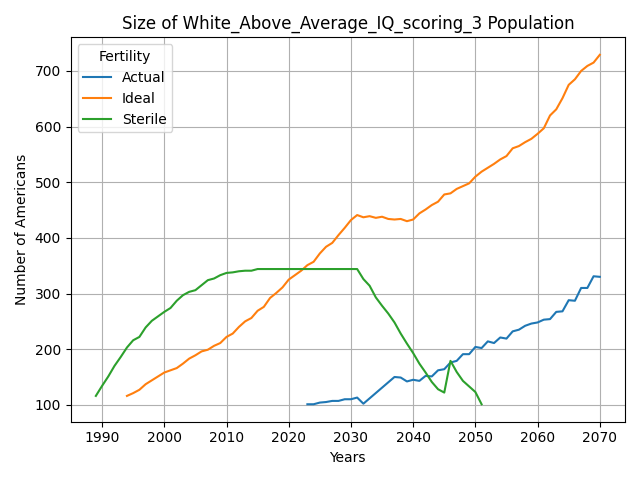 Size of White_Above_Average_IQ_scoring_3 Population
Fertility
Actual
Ideal
Sterile
Number of Americans
700
600
500
400
300
200
100
1990 2000 2010 2020 2030 2040 2050 2060 2070
Years